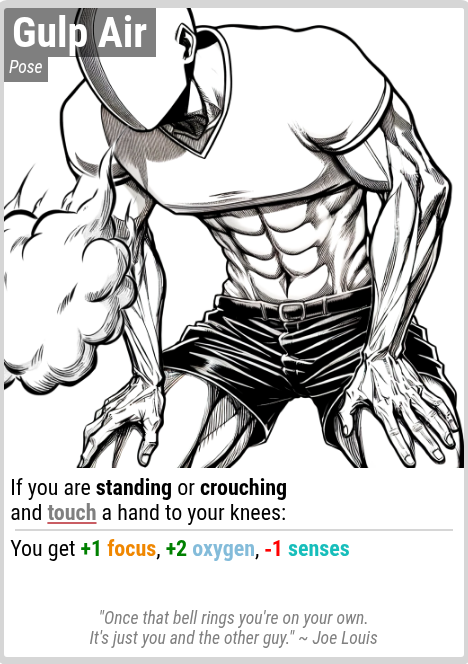 Gulp Air
Pose
If you are standing or crouching
and touch a hand to your knees:
You get +1 focus, +2 oxygen, -1 senses
"Once that bell rings you're on your own.
It's just you and the other guy." ~ Joe Louis